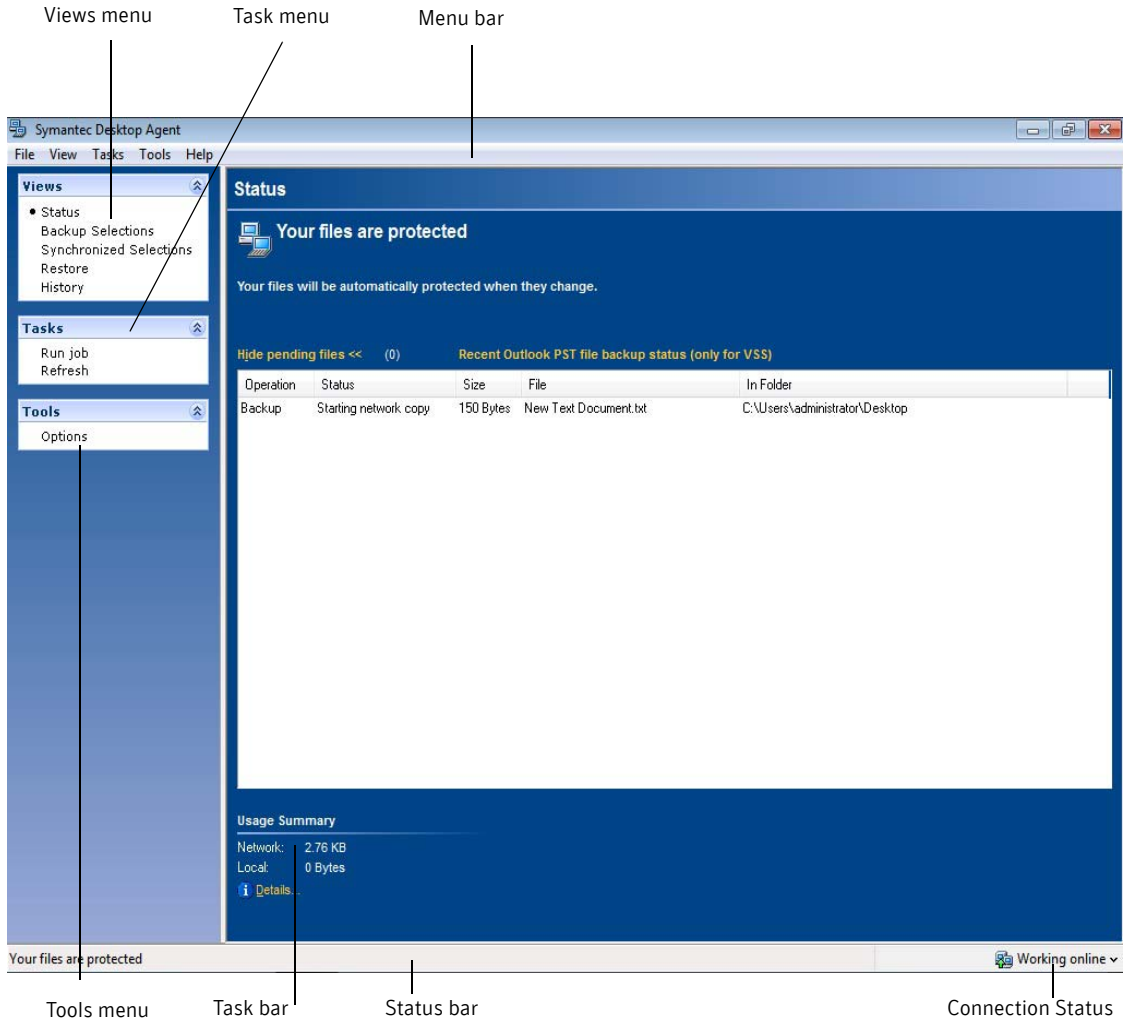 Views menu
Task menu
Menu bar
Symantec Desktop Agent
File View Tasks Tools Help
Views
Status
Backup Selections
Synchronized Selections
Restore
History
Tasks
Run job
Refresh
Tools
Options
Status
Your files are protected
Your files will be automatically protected when they change.
Hide pending files << (0) Recent Outlook PST file backup status (only for VSS)
Operation Status Size File In Folder
Backup Starting network copy 150 Bytes New Text Document.txt C:\Users\administrator\Desktop
Usage Summary
Network: 2.76 KB
Local: 0 Bytes
Details...
Your files are protected
Working online
Tools menu
Task bar
Status bar
Connection Status